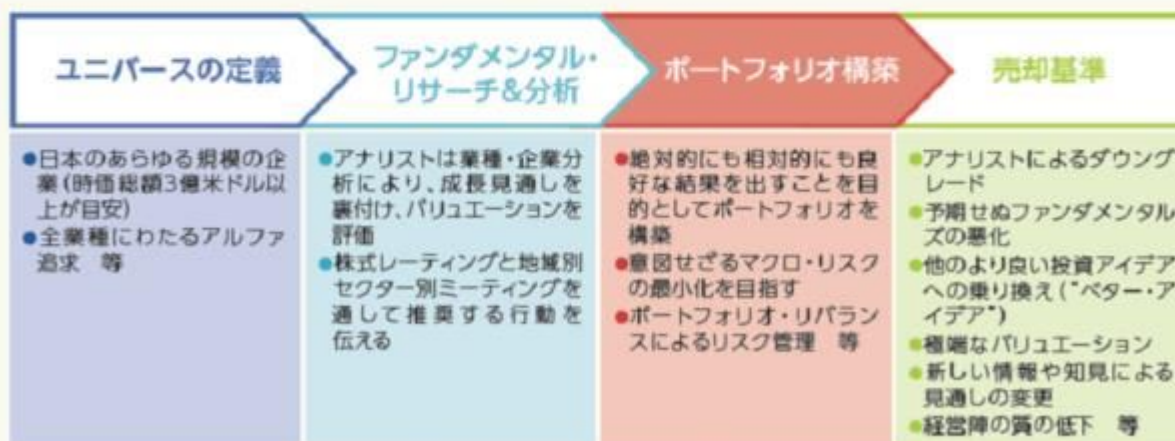 ユニバースの定義
●日本のあらゆる規模の企
業(時価総額3億米ドル以
上が目安)
●全業種にわたるアルファ
追求 等
ファンダメンタル・
リサーチ&分析
●アナリストは業種・企業分
析により、成長見通しを
裏付け、バリュエーションを
評価
●株式レーティングと地域別
セクター別ミーティングを
通して推奨する行動を
伝える
ポートフォリオ構築
●絶対的にも相対的にも良
好な結果を出すことを目
的としてポートフォリオを
構築
●意図せざるマクロ・リスク
の最小化を目指す
●ポートフォリオ・リバラン
スによるリスク管理 等
売却基準
●アナリストによるダウング
レード
●予期せぬファンダメンタル
ズの悪化
●他のより良い投資アイデア
への乗り換え("ベター・ア
イデア")
●極端なバリュエーション
●新しい情報や知見による
見通しの変更
●経営陣の質の低下 等